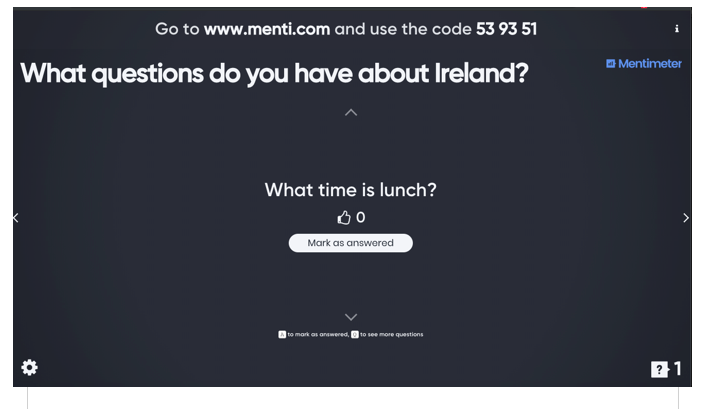 Go to www.menti.com and use the code 53 93 51
i
What questions do you have about Ireland?
Mentimeter
What time is lunch?
0
Mark as answered
to mark as answered, to see more questions
? 1